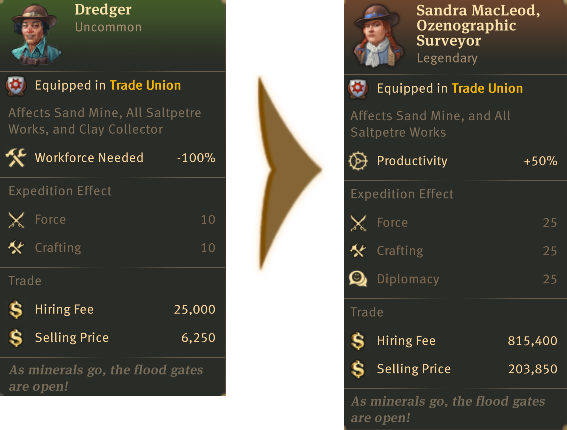 Dredger
Uncommon
Equipped in Trade Union
Affects Sand Mine, All Saltpetre
Works, and Clay Collector
Workforce Needed -100%
Expedition Effect
Force 10
Crafting 10
Trade
Hiring Fee 25,000
Selling Price 6,250
As minerals go, the flood gates
are open!
Sandra MacLeod,
Ozenographic
Surveyor
Legendary
Equipped in Trade Union
Affects Sand Mine, and All
Saltpetre Works
Productivity +50%
Expedition Effect
Force 25
Crafting 25
Diplomacy 25
Trade
Hiring Fee 815,400
Selling Price 203,850
As minerals go, the flood gates
are open!